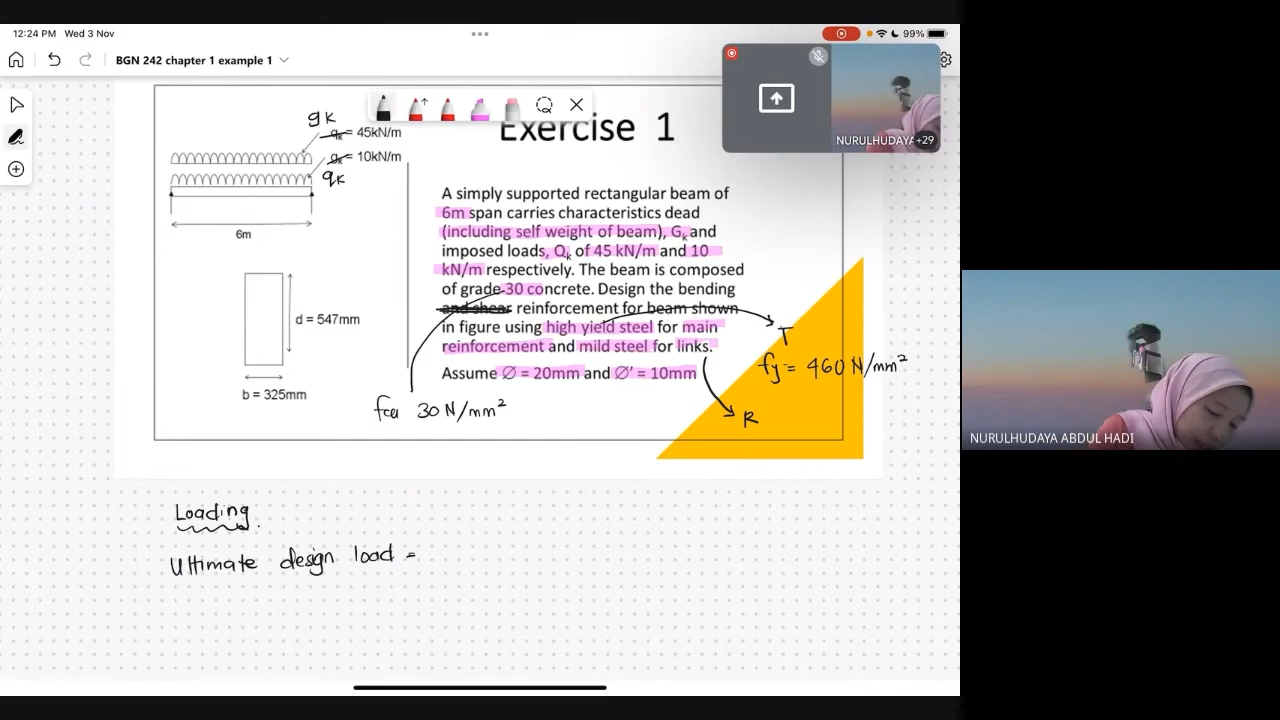 12:24 PM Wed 3 Nov
99%
BGN 242 chapter 1 example 1
NURULHUDAYA +29
Exercise 1
gk
qk = 45kN/m
gk = 10kN/m
qk
6m
d = 547mm
b = 325mm
A simply supported rectangular beam of
6m span carries characteristics dead
(including self weight of beam), Gk and
imposed loads, Qk of 45 kN/m and 10
kN/m respectively. The beam is composed
of grade 30 concrete. Design the bending
and shear reinforcement for beam shown
in figure using high yield steel for main
reinforcement and mild steel for links.
Assume Ø = 20mm and Ø' = 10mm
T
fy = 460 N/mm²
fcu 30 N/mm²
R
NURULHUDAYA ABDUL HADI
Loading.
Ultimate design load =